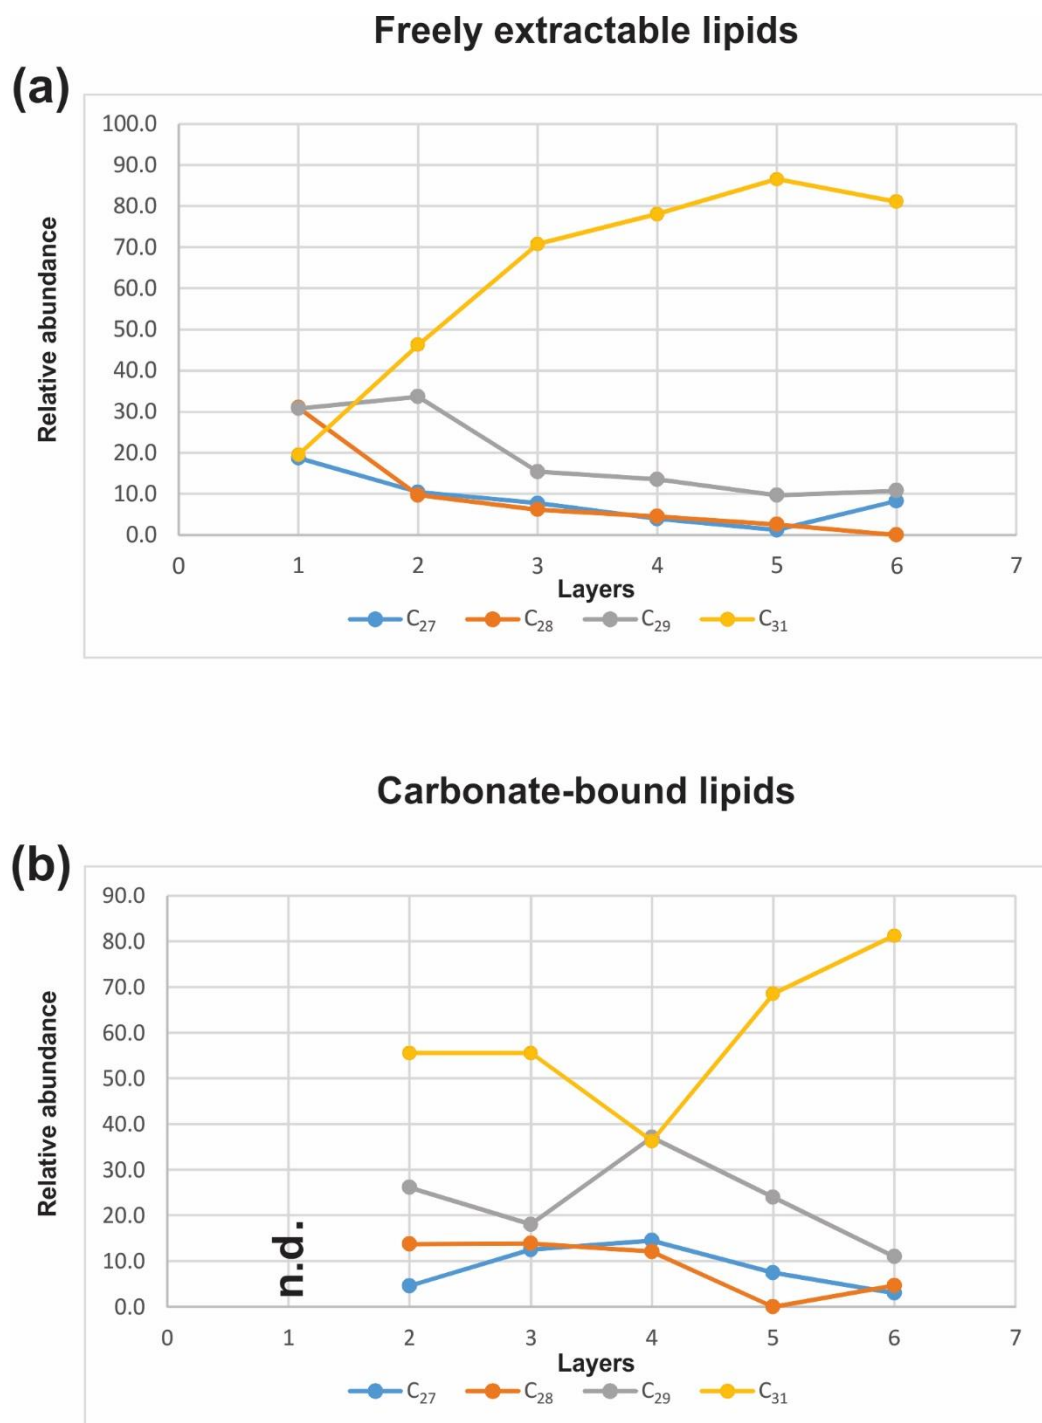 Freely extractable lipids
(a)
100.0
90.0
80.0
70.0
60.0
50.0
40.0
30.0
20.0
10.0
0.0
Relative abundance
0 1 2 3 4 5 6 7
Layers
C27 C28 C29 C31
Carbonate-bound lipids
(b)
90.0
80.0
70.0
60.0
50.0
40.0
30.0
20.0
10.0
0.0
Relative abundance
n.d.
0 1 2 3 4 5 6 7
Layers
C27 C28 C29 C31